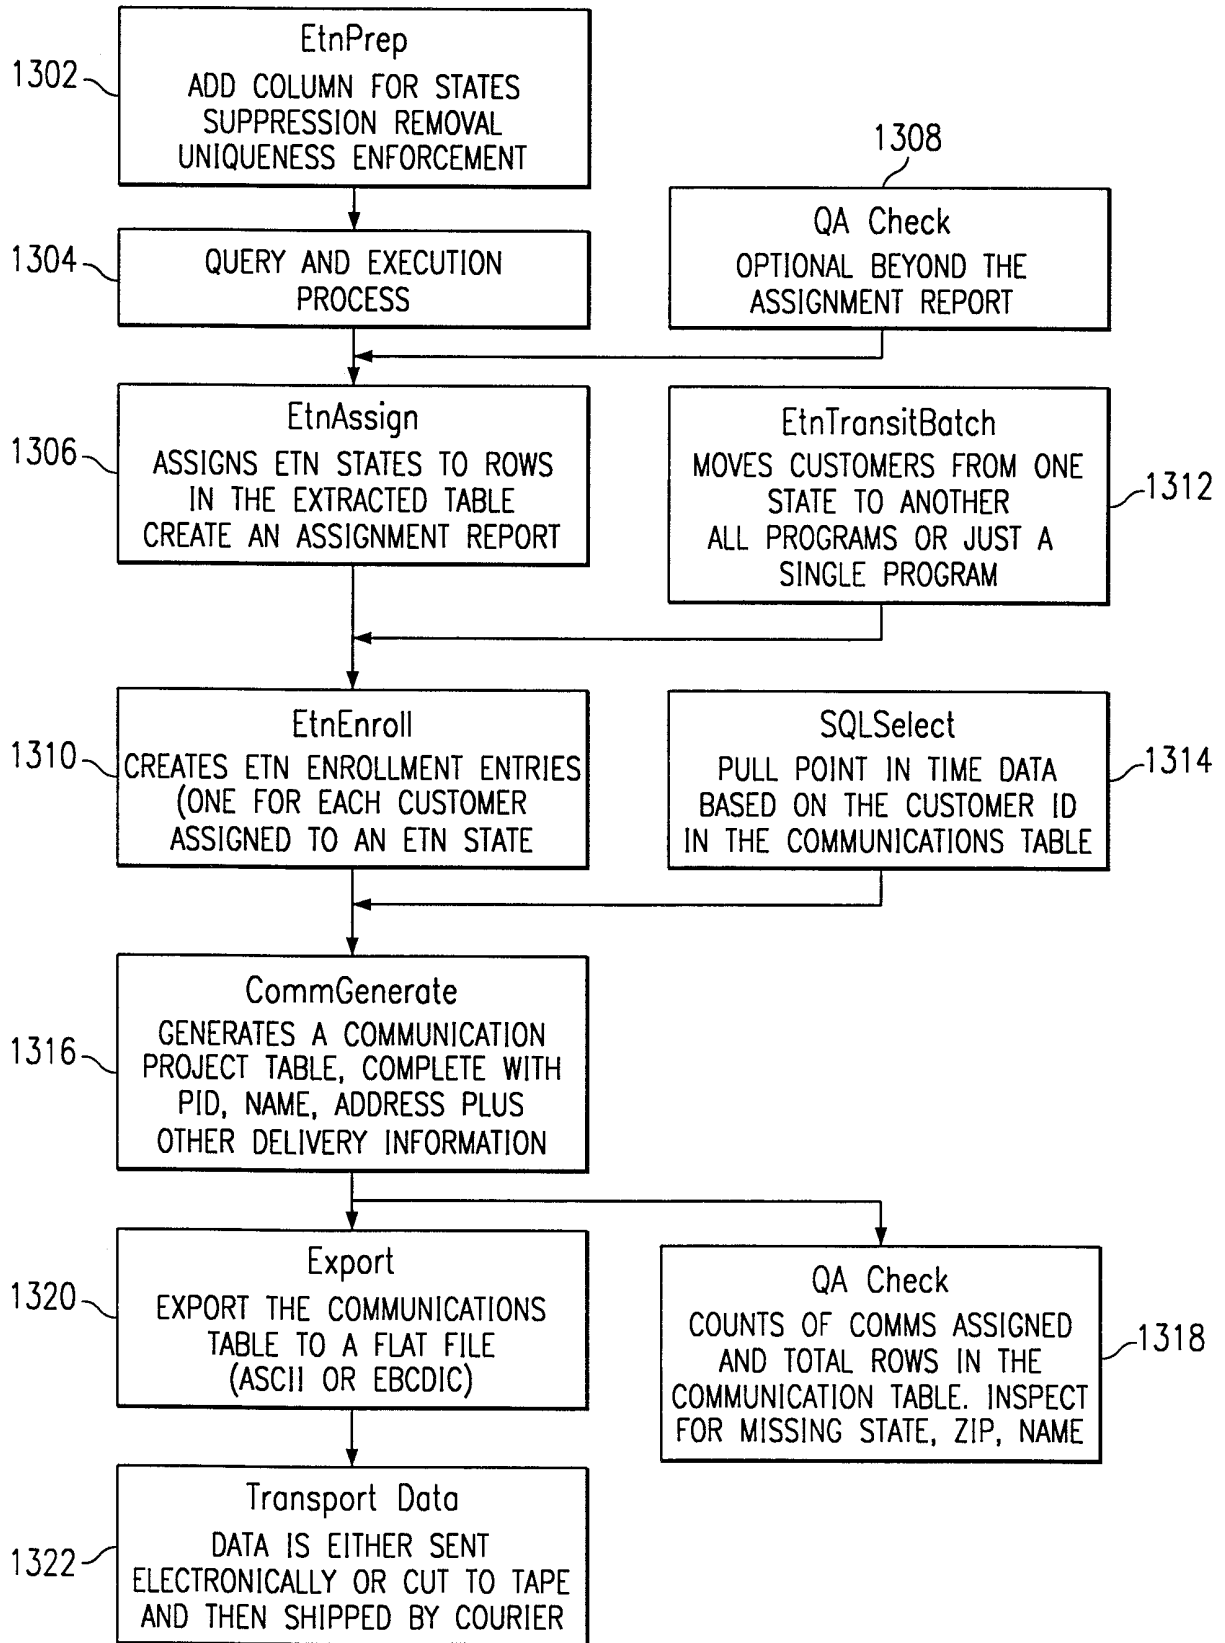 EtnPrep
1302
ADD COLUMN FOR STATES
SUPPRESSION REMOVAL
UNIQUENESS ENFORCEMENT
1308
QA Check
OPTIONAL BEYOND THE
ASSIGNMENT REPORT
1304
QUERY AND EXECUTION
PROCESS
EtnAssign
1306
ASSIGNS ETN STATES TO ROWS
IN THE EXTRACTED TABLE
CREATE AN ASSIGNMENT REPORT
EtnTransitBatch
MOVES CUSTOMERS FROM ONE
STATE TO ANOTHER
ALL PROGRAMS OR JUST A
SINGLE PROGRAM
1312
EtnEnroll
1310
CREATES ETN ENROLLMENT ENTRIES
(ONE FOR EACH CUSTOMER
ASSIGNED TO AN ETN STATE
SQLSelect
PULL POINT IN TIME DATA
BASED ON THE CUSTOMER ID
IN THE COMMUNICATIONS TABLE
1314
CommGenerate
1316
GENERATES A COMMUNICATION
PROJECT TABLE, COMPLETE WITH
PID, NAME, ADDRESS PLUS
OTHER DELIVERY INFORMATION
Export
1320
EXPORT THE COMMUNICATIONS
TABLE TO A FLAT FILE
(ASCII OR EBCDIC)
QA Check
COUNTS OF COMMS ASSIGNED
AND TOTAL ROWS IN THE
COMMUNICATION TABLE. INSPECT
FOR MISSING STATE, ZIP, NAME
1318
Transport Data
1322
DATA IS EITHER SENT
ELECTRONICALLY OR CUT TO TAPE
AND THEN SHIPPED BY COURIER